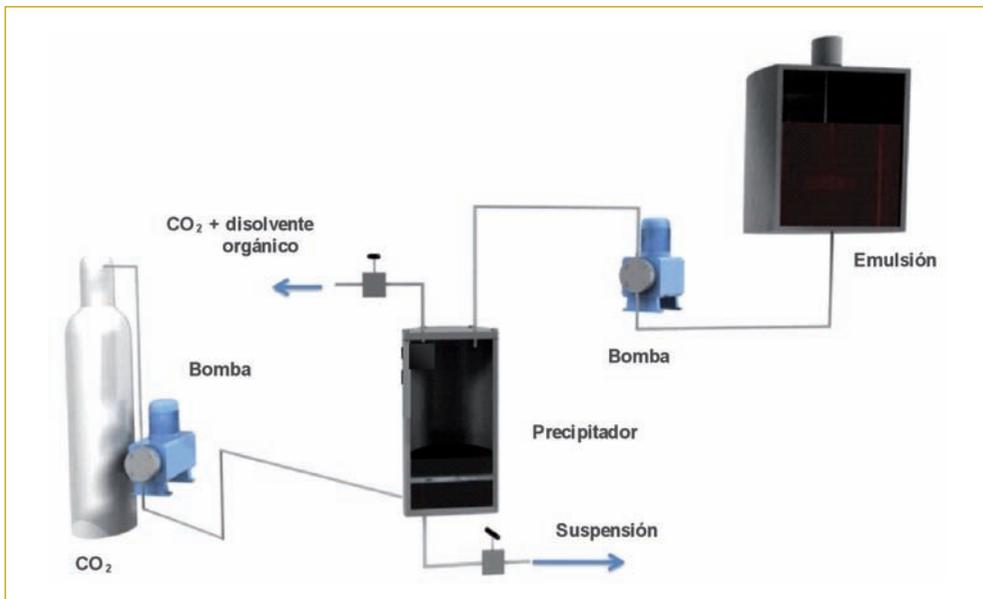 CO₂ + disolvente
orgánico
Emulsión
Bomba
Bomba
Precipitador
Suspensión
CO₂